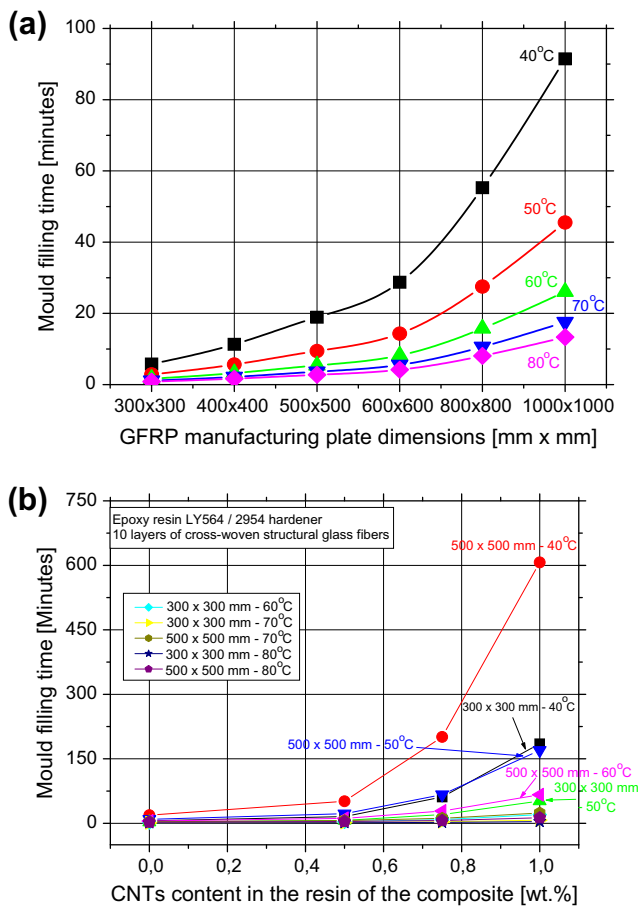 (a)
100
80
60
40
20
0
Mould filling time [minutes]
40°C
50°C
60°C
70°C
80°C
300x300 400x400 500x500 600x600 800x800 1000x1000
GFRP manufacturing plate dimensions [mm x mm]
(b)
750
600
450
300
150
0
Mould filling time [Minutes]
Epoxy resin LY564 / 2954 hardener
10 layers of cross-woven structural glass fibers
300 x 300 mm - 60°C
300 x 300 mm - 70°C
500 x 500 mm - 70°C
300 x 300 mm - 80°C
500 x 500 mm - 80°C
500 x 500 mm - 40°C
300 x 300 mm - 40°C
500 x 500 mm - 50°C
500 x 500 mm - 60°C
300 x 300 mm
- 50°C
0,0 0,2 0,4 0,6 0,8 1,0
CNTs content in the resin of the composite [wt.%]